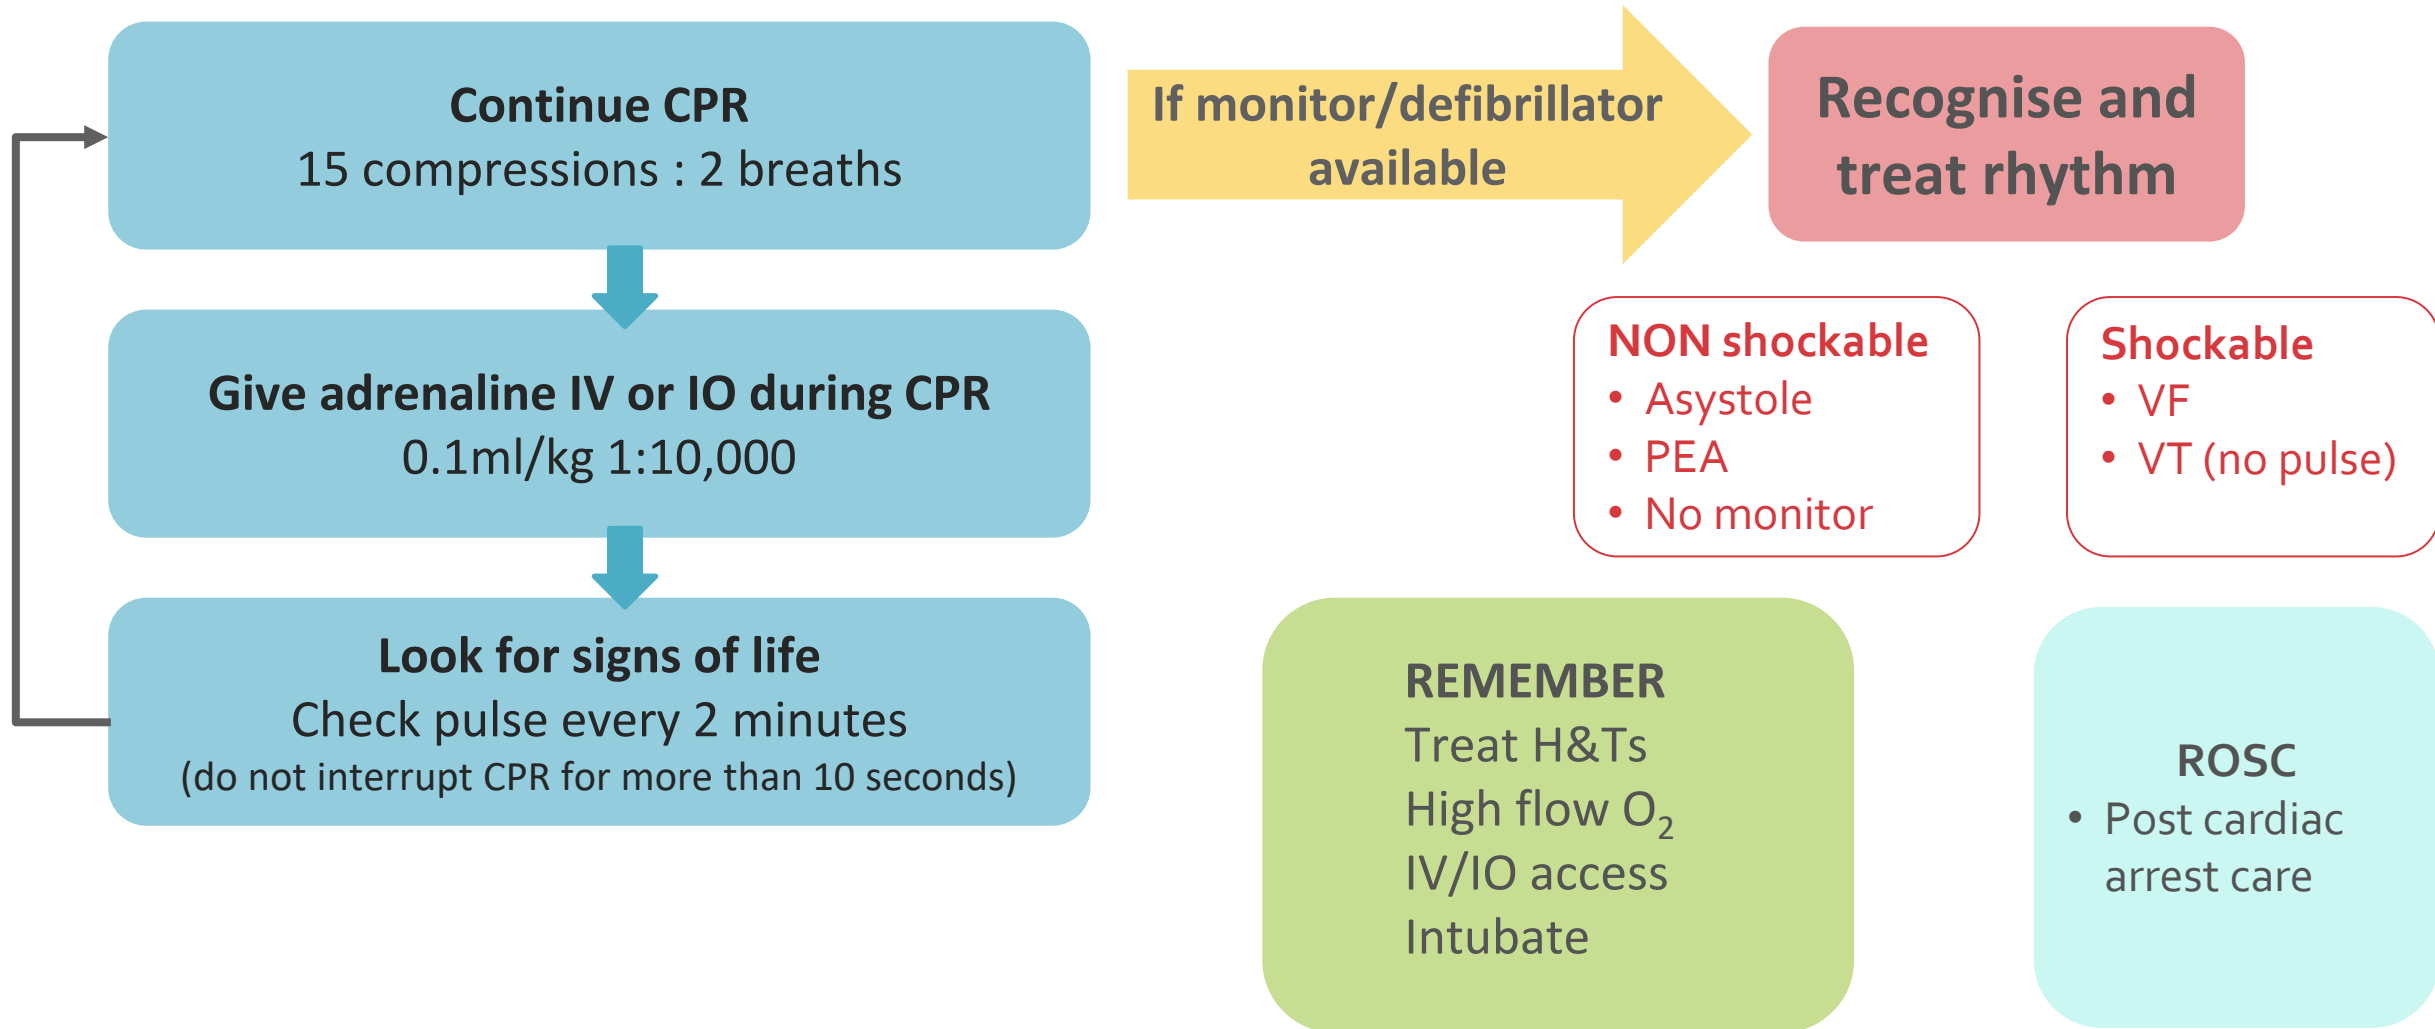 Continue CPR
15 compressions : 2 breaths
If monitor/defibrillator
available
Recognise and
treat rhythm
Give adrenaline IV or IO during CPR
0.1ml/kg 1:10,000
NON shockable
• Asystole
• PEA
• No monitor
Shockable
• VF
• VT (no pulse)
Look for signs of life
Check pulse every 2 minutes
(do not interrupt CPR for more than 10 seconds)
REMEMBER
Treat H&Ts
High flow O₂
IV/IO access
Intubate
ROSC
• Post cardiac
arrest care